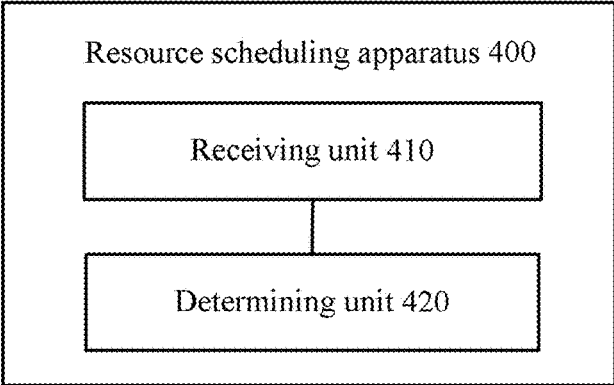 Resource scheduling apparatus 400
Receiving unit 410
Determining unit 420